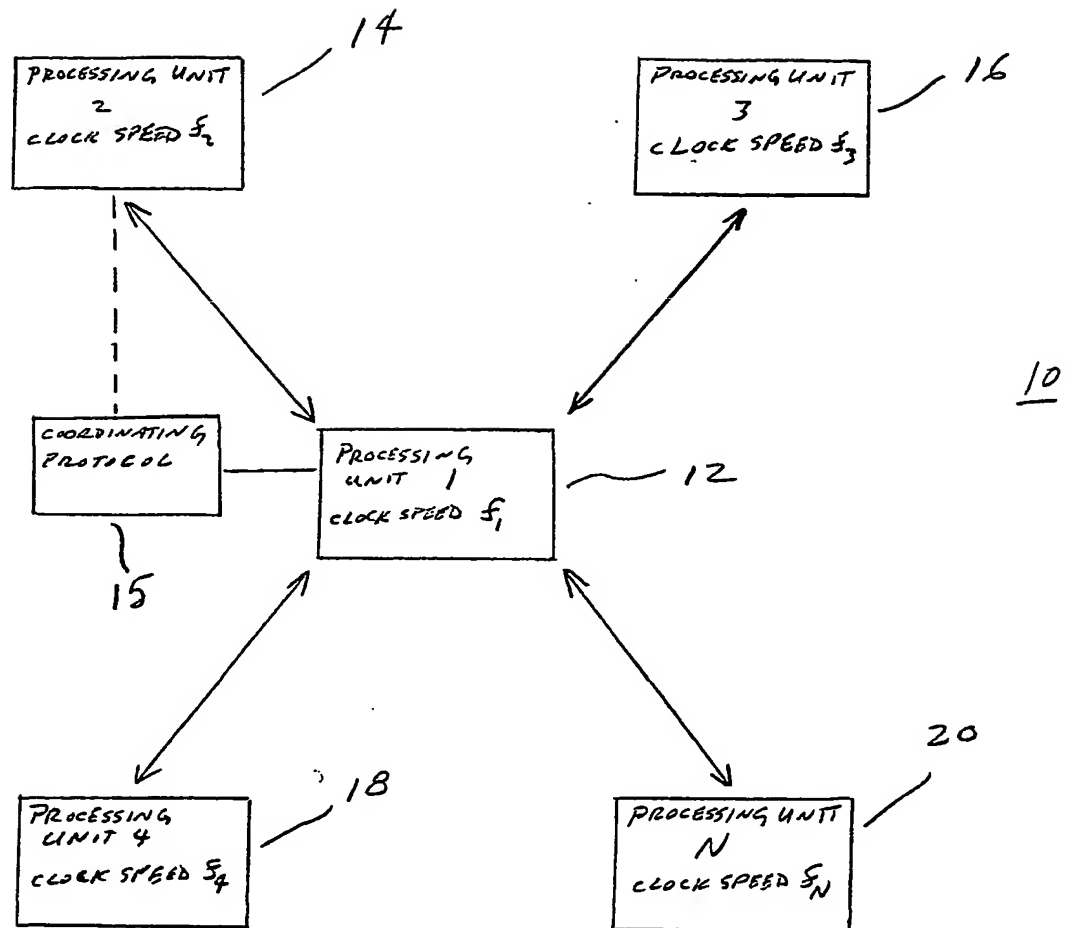 14
PROCESSING UNIT
2
CLOCK SPEED f2
16
PROCESSING UNIT
3
CLOCK SPEED f3
10
COORDINATING
PROTOCOL
15
PROCESSING
UNIT 1
CLOCK SPEED f1
12
18
PROCESSING
UNIT 4
CLOCK SPEED f4
20
PROCESSING UNIT
N
CLOCK SPEED fN